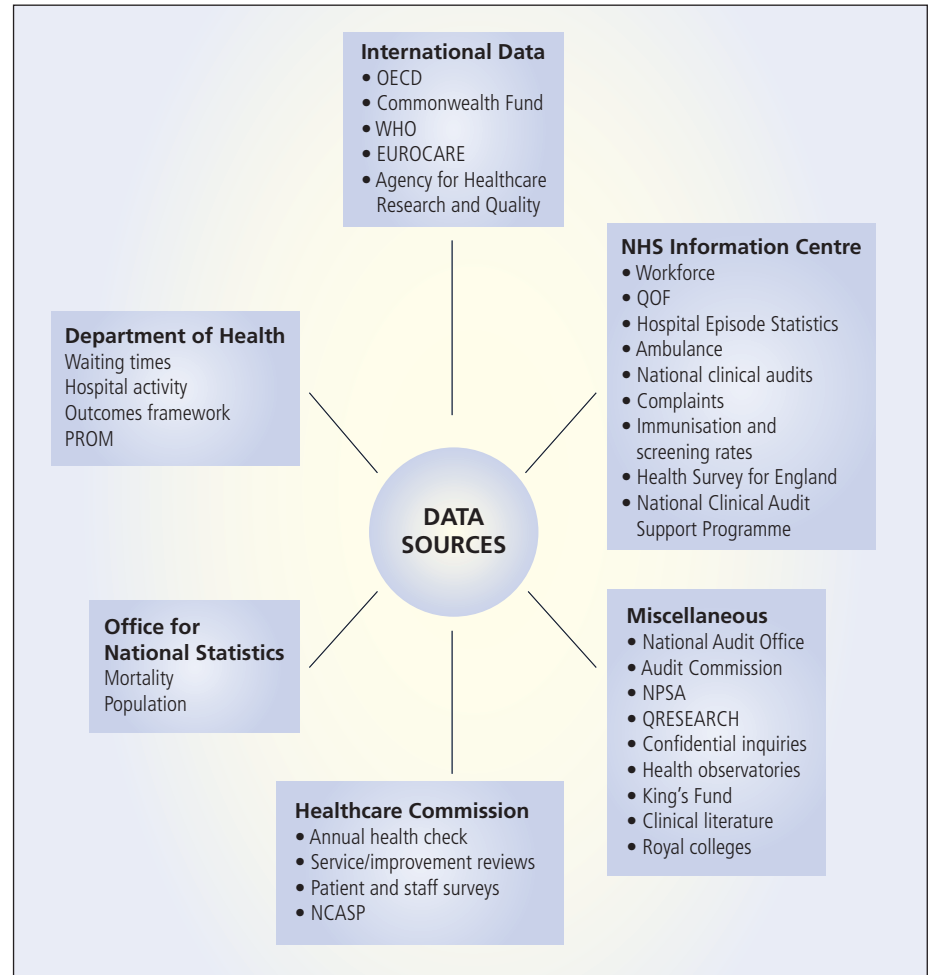 International Data
• OECD
• Commonwealth Fund
• WHO
• EUROCARE
• Agency for Healthcare
Research and Quality
NHS Information Centre
• Workforce
• QOF
• Hospital Episode Statistics
• Ambulance
• National clinical audits
• Complaints
• Immunisation and
screening rates
• Health Survey for England
• National Clinical Audit
Support Programme
Department of Health
Waiting times
Hospital activity
Outcomes framework
PROM
DATA
SOURCES
Office for
National Statistics
Mortality
Population
Miscellaneous
• National Audit Office
• Audit Commission
• NPSA
• QRESEARCH
• Confidential inquiries
• Health observatories
• King's Fund
• Clinical literature
• Royal colleges
Healthcare Commission
• Annual health check
• Service/improvement reviews
• Patient and staff surveys
• NCASP